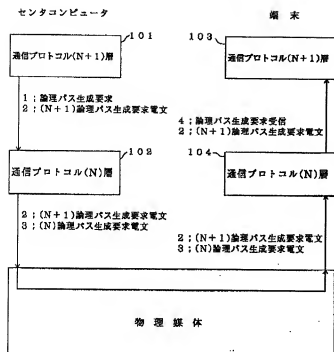 センタコンピュータ
端末
101
通信プロトコル(N+1)層
103
通信プロトコル(N+1)層
1;論理パス生成要求
2;(N+1)論理パス生成要求電文
4;論理パス生成要求受信
2;(N+1)論理パス生成要求電文
102
通信プロトコル(N)層
104
通信プロトコル(N)層
2;(N+1)論理パス生成要求電文
3;(N)論理パス生成要求電文
2;(N+1)論理パス生成要求電文
3;(N)論理パス生成要求電文
物理媒体